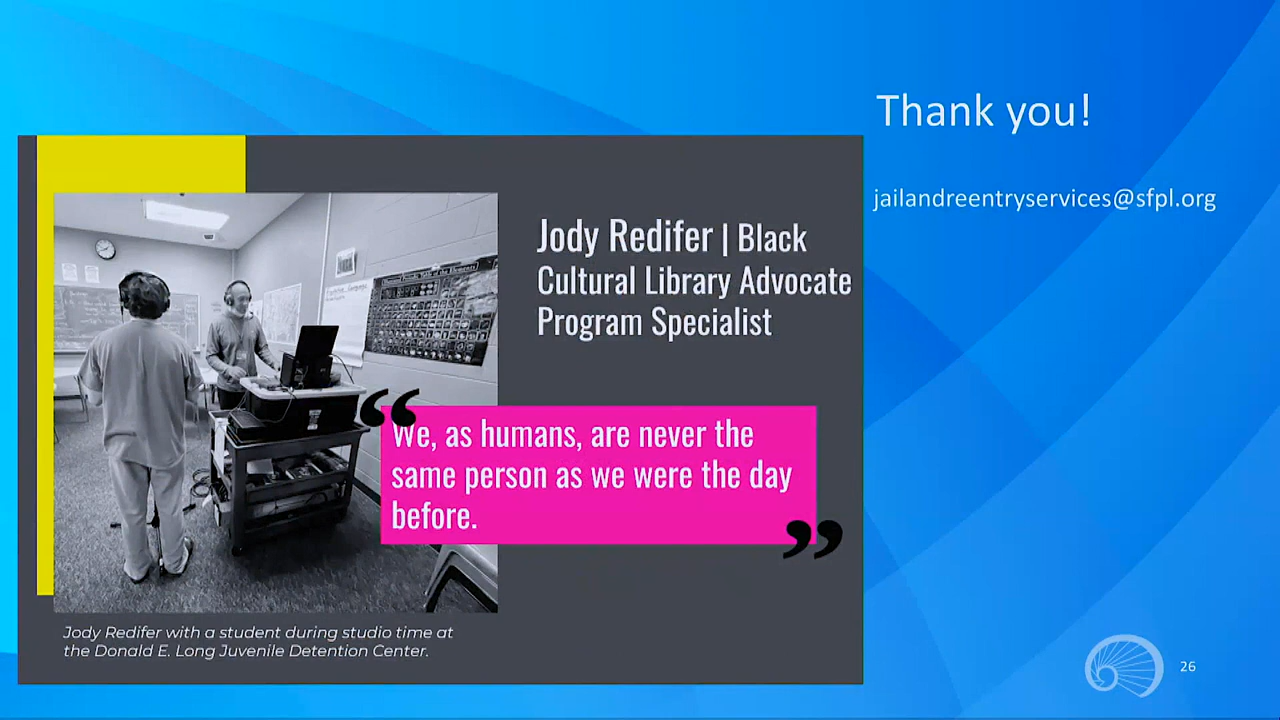 Thank you!
jailandreentryservices@sfpl.org
Jody Redifer | Black
Cultural Library Advocate
Program Specialist
“We, as humans, are never the
same person as we were the day
before.”
Jody Redifer with a student during studio time at
the Donald E. Long Juvenile Detention Center.
26